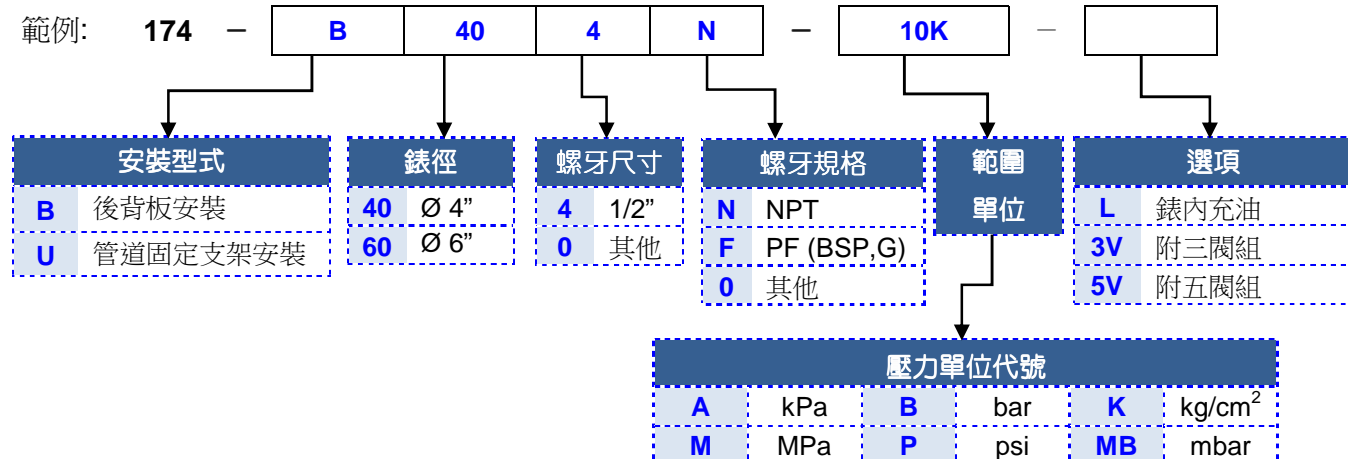 範例: 174 － B 40 4 N － 10K －
安裝型式 錶徑 螺牙尺寸 螺牙規格 範圍 選項
單位
B 後背板安裝 40 Ø 4” 4 1/2” N NPT L 錶內充油
U 管道固定支架安裝 60 Ø 6” 0 其他 F PF (BSP,G) 3V 附三閥組
0 其他 5V 附五閥組
壓力單位代號
A kPa B bar K kg/cm²
M MPa P psi MB mbar